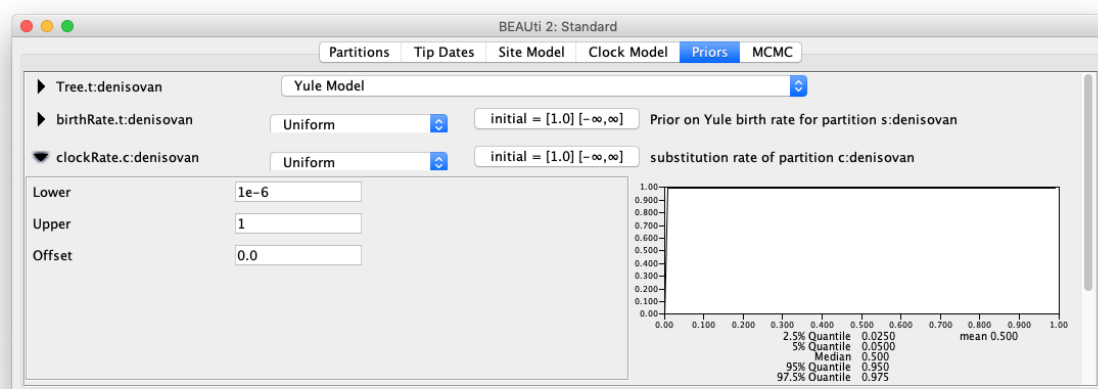 BEAUti 2: Standard
Partitions Tip Dates Site Model Clock Model Priors MCMC
Tree.t:denisovan Yule Model
birthRate.t:denisovan Uniform initial = [1.0] [-∞,∞] Prior on Yule birth rate for partition s:denisovan
clockRate.c:denisovan Uniform initial = [1.0] [-∞,∞] substitution rate of partition c:denisovan
Lower 1e-6
Upper 1
Offset 0.0
1.00
0.900
0.800
0.700
0.600
0.500
0.400
0.300
0.200
0.100
0.00
0.00 0.100 0.200 0.300 0.400 0.500 0.600 0.700 0.800 0.900 1.00
2.5% Quantile 0.0250 mean 0.500
5% Quantile 0.0500
Median 0.500
95% Quantile 0.950
97.5% Quantile 0.975